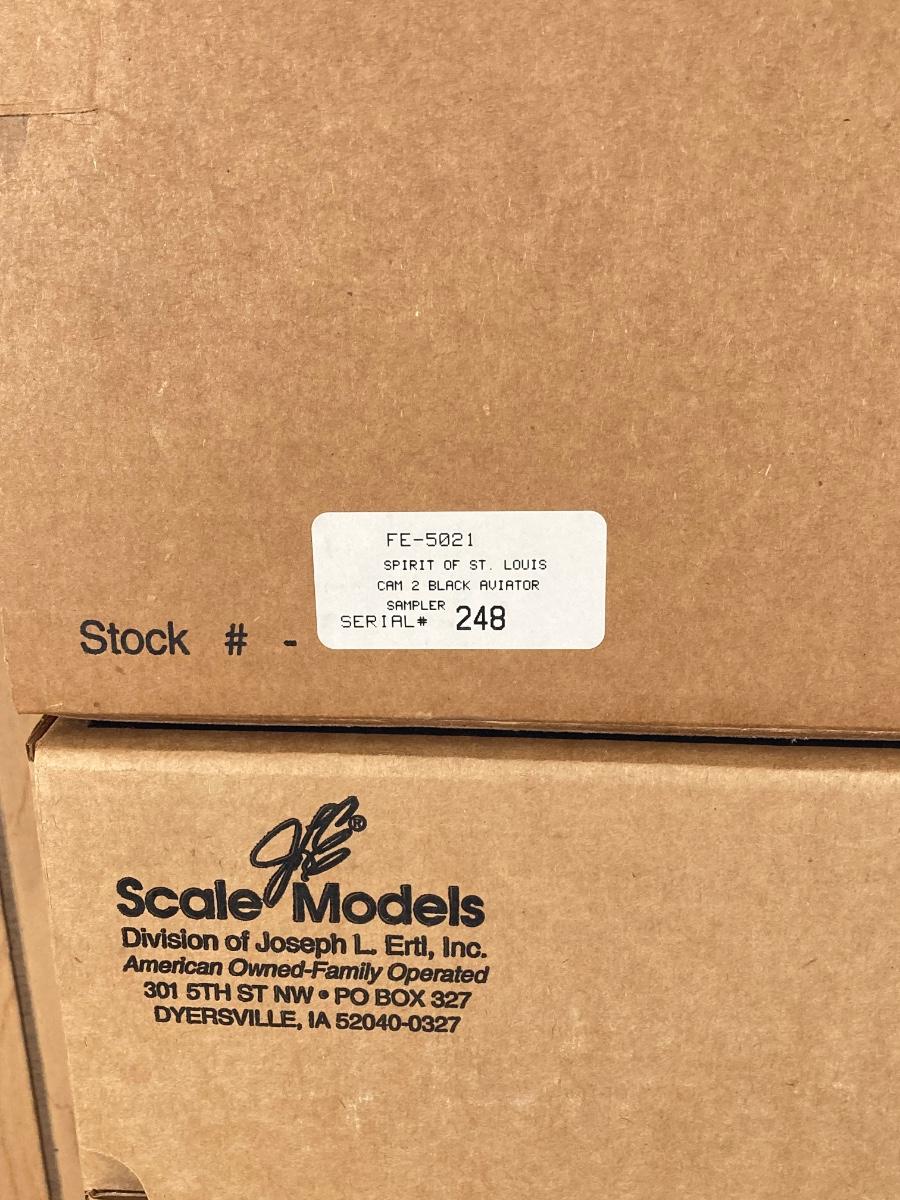 FE-5021
SPIRIT OF ST. LOUIS
CAM 2 BLACK AVIATOR
SAMPLER
SERIAL# 248
Stock # -
JLE®
Scale Models
Division of Joseph L. Ertl, Inc.
American Owned-Family Operated
301 5TH ST NW • PO BOX 327
DYERSVILLE, IA 52040-0327